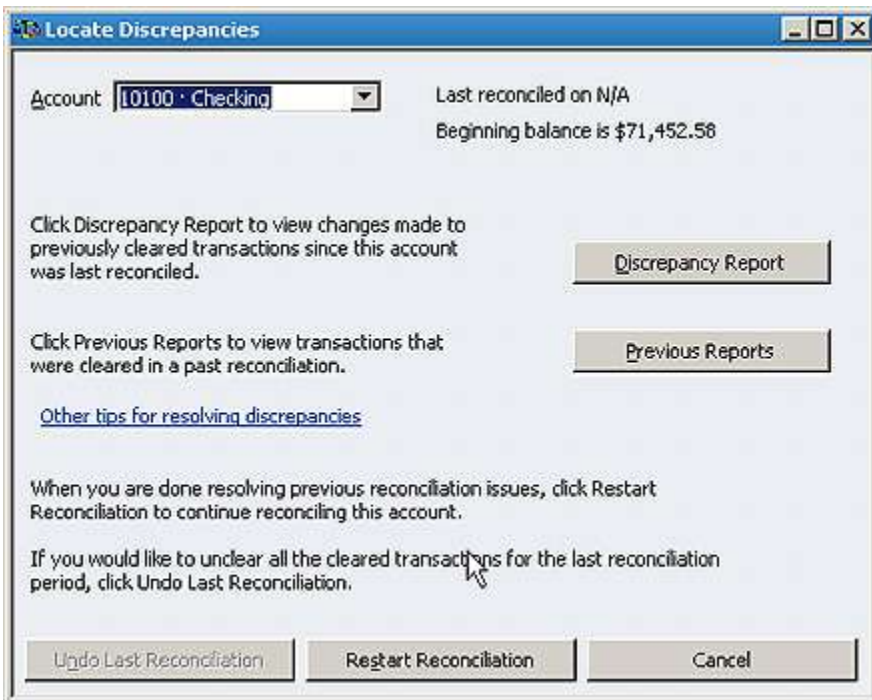 Locate Discrepancies
Account 10100 · Checking
Last reconciled on N/A
Beginning balance is $71,452.58
Click Discrepancy Report to view changes made to
previously cleared transactions since this account
was last reconciled.
Discrepancy Report
Click Previous Reports to view transactions that
were cleared in a past reconciliation.
Previous Reports
Other tips for resolving discrepancies
When you are done resolving previous reconciliation issues, click Restart
Reconciliation to continue reconciling this account.
If you would like to unclear all the cleared transactions for the last reconciliation
period, click Undo Last Reconciliation.
Undo Last Reconciliation
Restart Reconciliation
Cancel